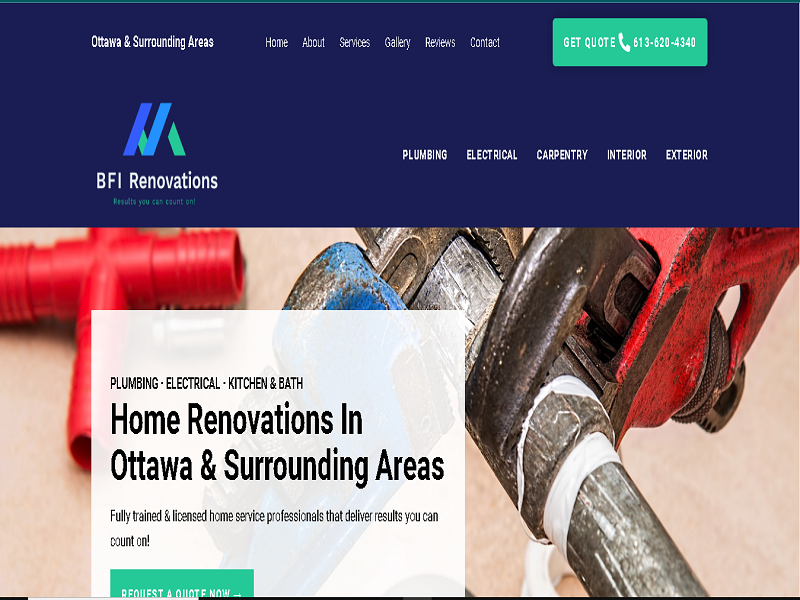 Ottawa & Surrounding Areas
Home About Services Gallery Reviews Contact
GET QUOTE 613-620-4340
BFI Renovations
Results you can count on!
PLUMBING ELECTRICAL CARPENTRY INTERIOR EXTERIOR
PLUMBING - ELECTRICAL - KITCHEN & BATH
Home Renovations In
Ottawa & Surrounding Areas
Fully trained & licensed home service professionals that deliver results you can
count on!
REQUEST A QUOTE NOW →